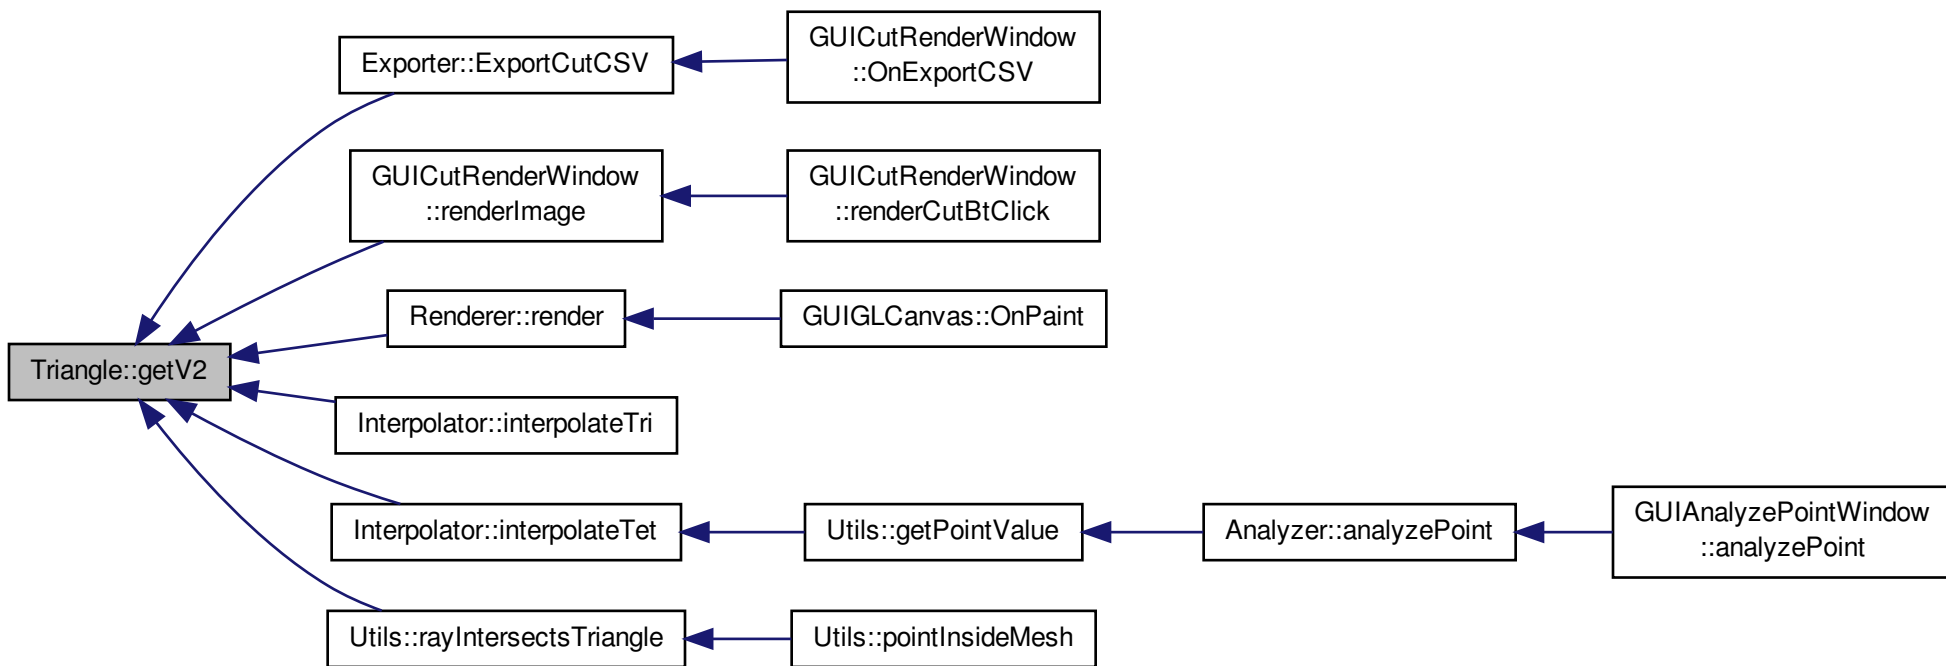 Exporter::ExportCutCSV
GUICutRenderWindow
::OnExportCSV
GUICutRenderWindow
::renderImage
GUICutRenderWindow
::renderCutBtClick
Renderer::render
GUIGLCanvas::OnPaint
Triangle::getV2
Interpolator::interpolateTri
Interpolator::interpolateTet
Utils::getPointValue
Analyzer::analyzePoint
GUIAnalyzePointWindow
::analyzePoint
Utils::rayIntersectsTriangle
Utils::pointInsideMesh